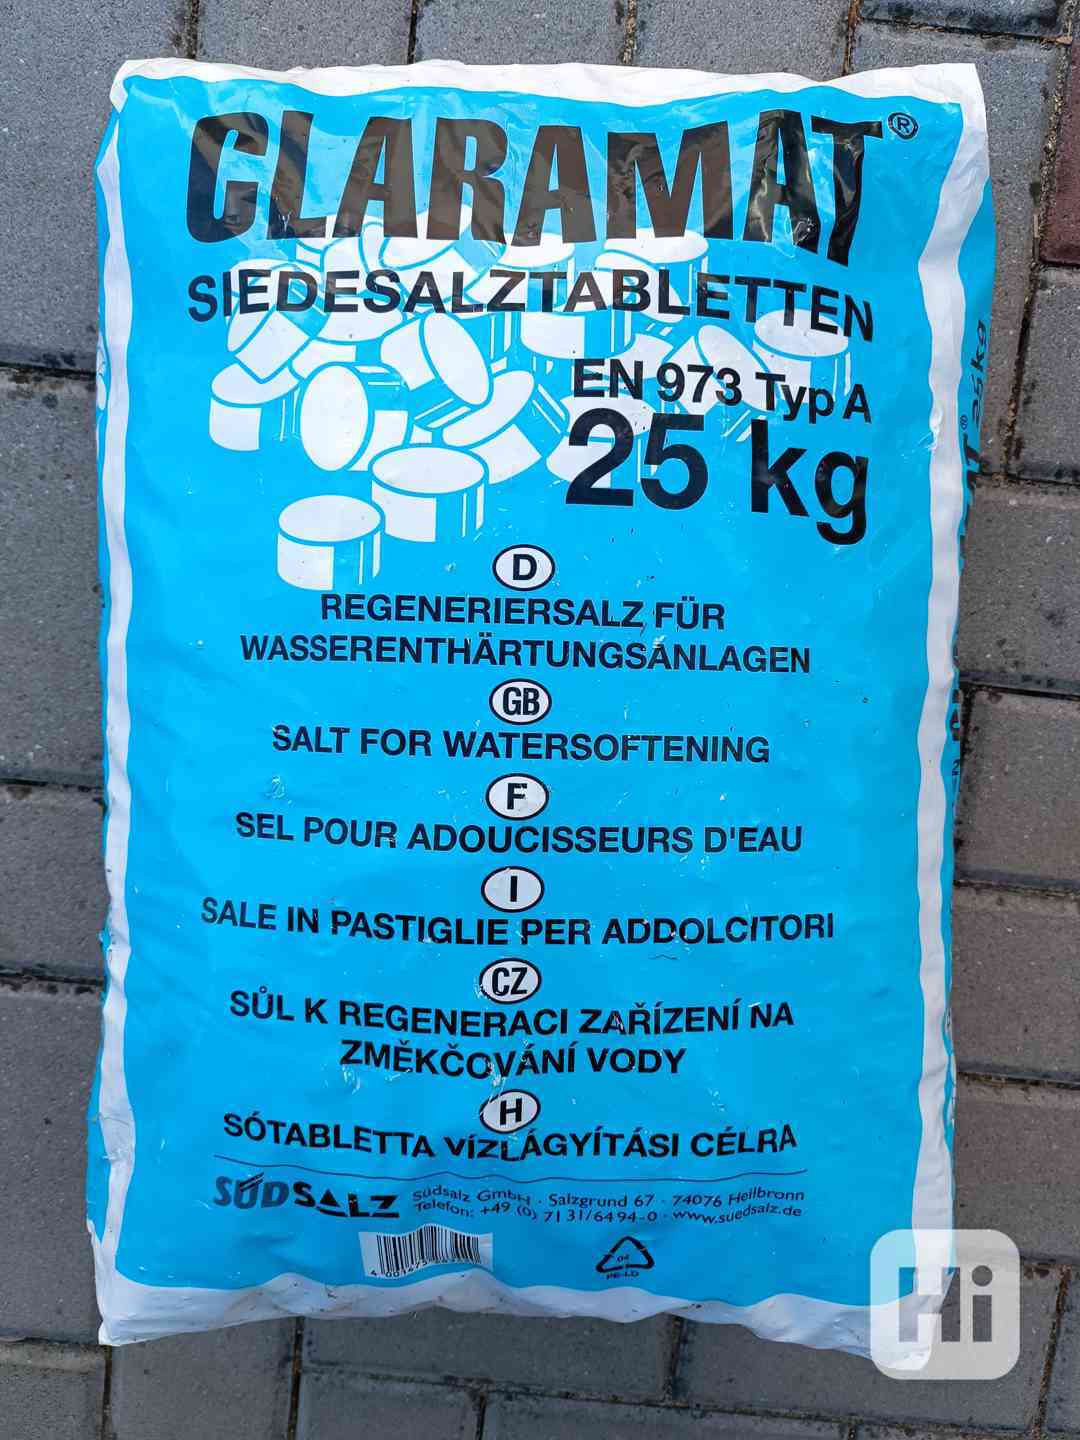 CLARAMAT®
SIEDESALZTABLETTEN
EN 973 Typ A
25 kg
D
REGENERIERSALZ FÜR
WASSERENTHÄRTUNGSANLAGEN
GB
SALT FOR WATERSOFTENING
F
SEL POUR ADOUCISSEURS D'EAU
I
SALE IN PASTIGLIE PER ADDOLCITORI
CZ
SŮL K REGENERACI ZAŘÍZENÍ NA
ZMĚKČOVÁNÍ VODY
H
SÓTABLETTA VÍZLÁGYÍTÁSI CÉLRA
SÜDSALZ
Südsalz GmbH · Salzgrund 67 · 74076 Heilbronn
Telefon: +49 (0) 71 31/64 94-0 · www.suedsalz.de
04
PE-LD
® 25kg
Hi